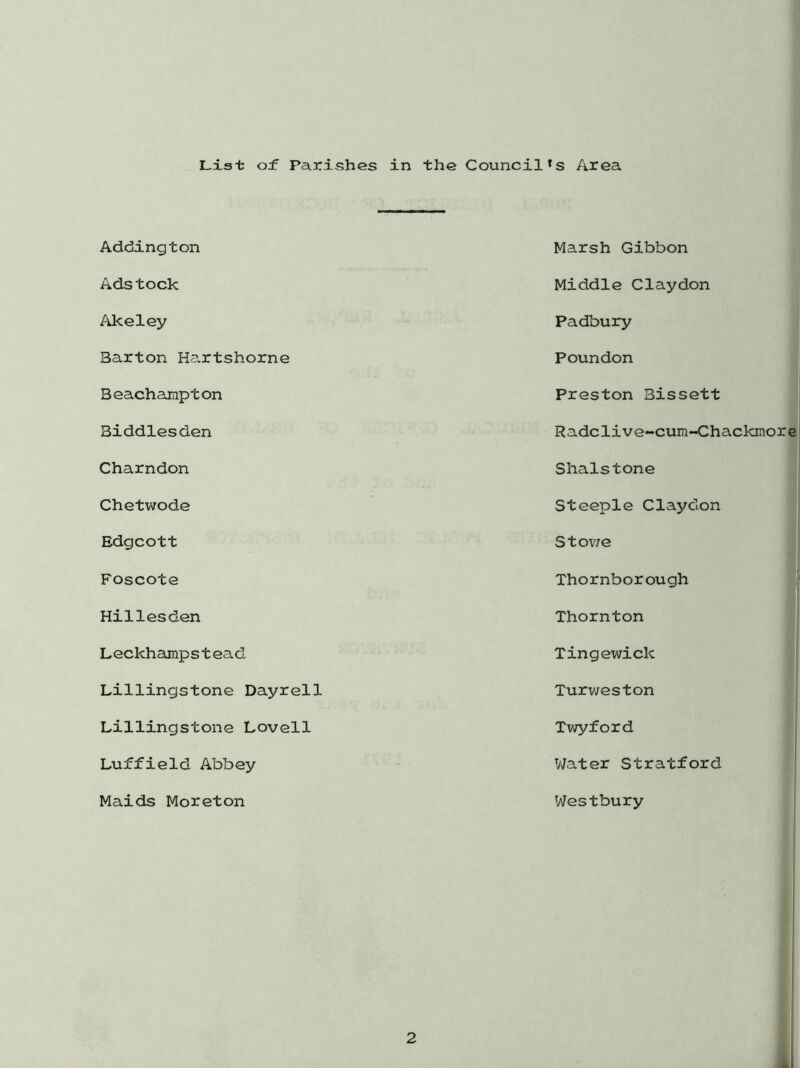 List of Parishes in the Council's Area
Addington
Adstock
Akeley
Barton Hartshorne
Beachampton
Biddlesden
Charndon
Chetwode
Edgcott
Foscote
Hillesden
Leckhampstead
Lillingstone Dayrell
Lillingstone Lovell
Luffield Abbey
Maids Moreton
Marsh Gibbon
Middle Claydon
Padbury
Poundon
Preston Bissett
Radclive-cum-Chackmore
Shalstone
Steeple Claydon
Stowe
Thornborough
Thornton
Tingewick
Turweston
Twyford
Water Stratford
Westbury
2